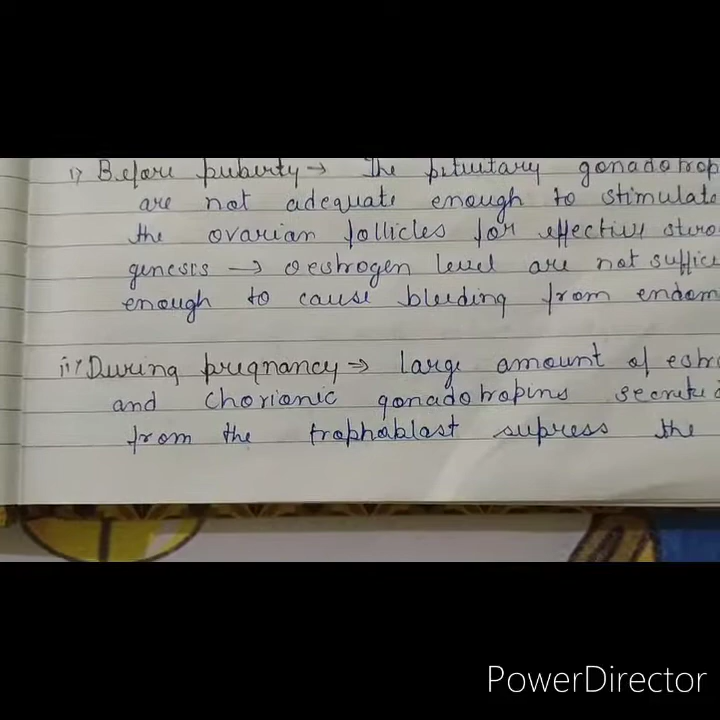 i) Before puberty → The pituitary gonadotrop
are not adequate enough to stimulate
the ovarian follicles for effective stero
genesis → oestrogen level are not suffici
enough to cause bleeding from endom
ii) During pregnancy → large amount of estro
and chorionic gonadotropins secreted
from the trophablast supress the
PowerDirector